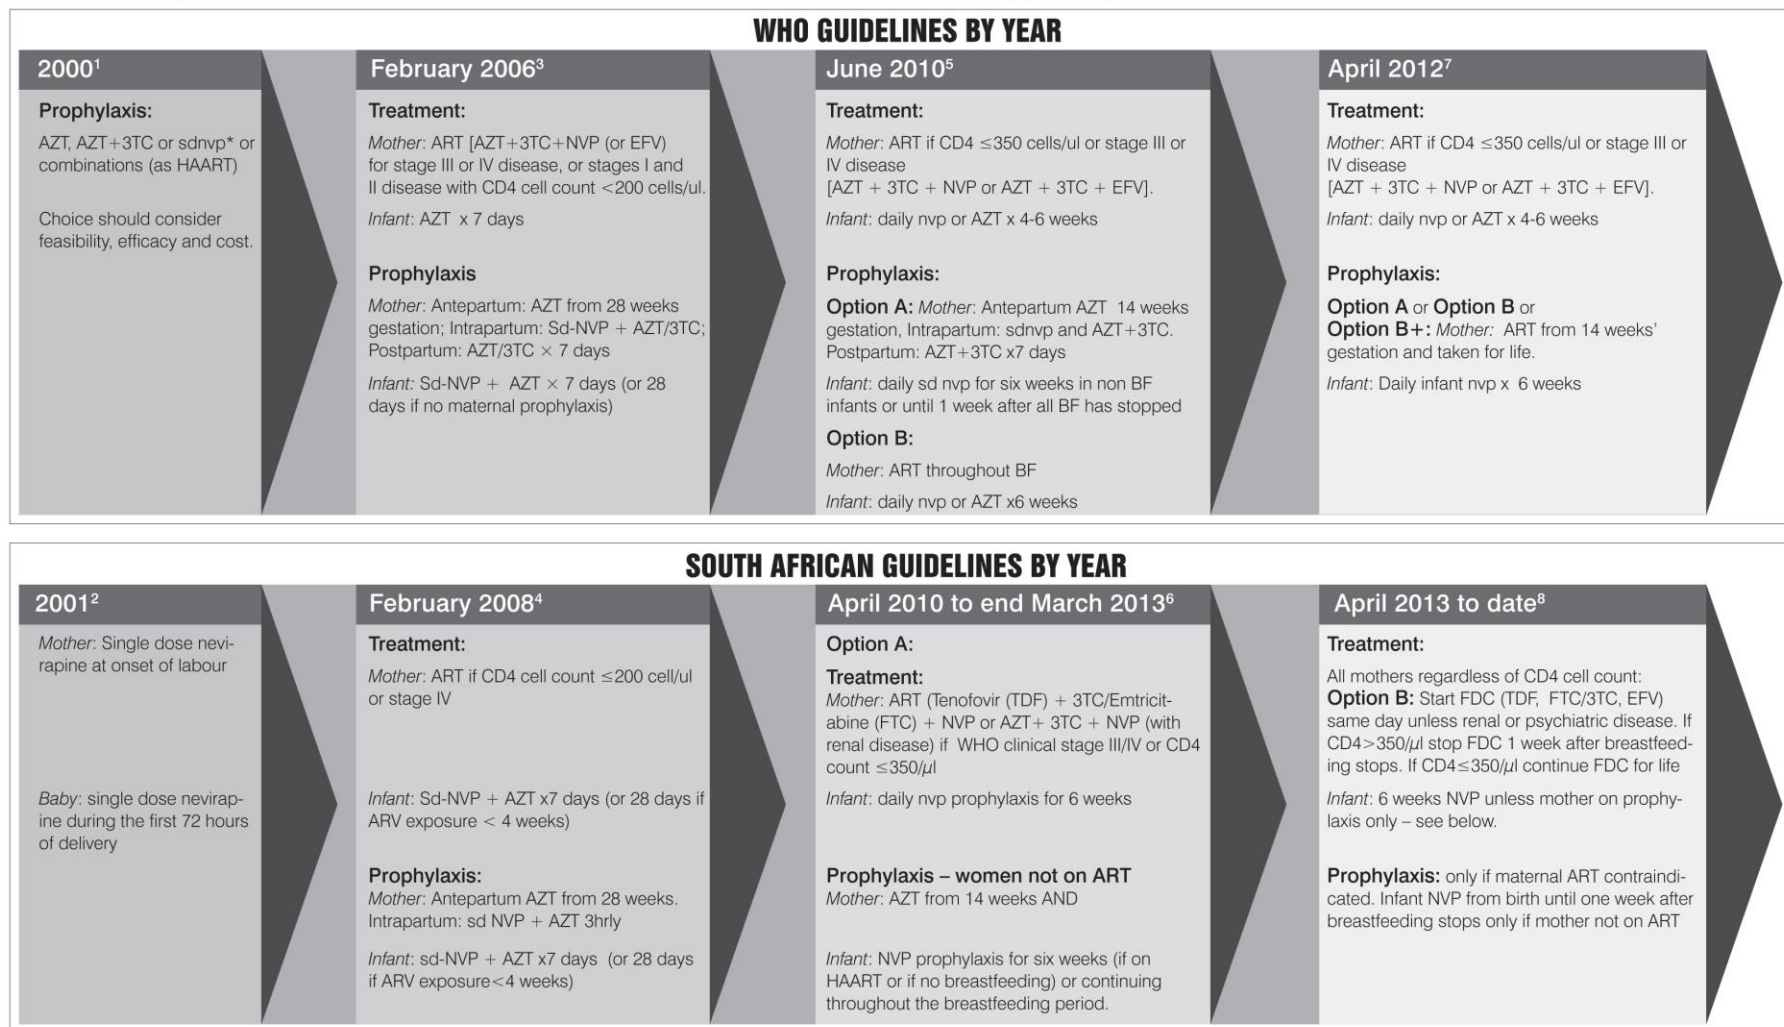 WHO GUIDELINES BY YEAR
2000¹
Prophylaxis:
AZT, AZT+3TC or sdnvp* or
combinations (as HAART)
Choice should consider
feasibility, efficacy and cost.
February 2006³
Treatment:
Mother: ART [AZT+3TC+NVP (or EFV)
for stage III or IV disease, or stages I and
II disease with CD4 cell count <200 cells/ul.
Infant: AZT x 7 days
Prophylaxis
Mother: Antepartum: AZT from 28 weeks
gestation; Intrapartum: Sd-NVP + AZT/3TC;
Postpartum: AZT/3TC × 7 days
Infant: Sd-NVP + AZT × 7 days (or 28
days if no maternal prophylaxis)
June 2010⁵
Treatment:
Mother: ART if CD4 ≤350 cells/ul or stage III or
IV disease
[AZT + 3TC + NVP or AZT + 3TC + EFV].
Infant: daily nvp or AZT x 4-6 weeks
Prophylaxis:
Option A: Mother: Antepartum AZT 14 weeks
gestation, Intrapartum: sdnvp and AZT+3TC.
Postpartum: AZT+3TC x7 days
Infant: daily sd nvp for six weeks in non BF
infants or until 1 week after all BF has stopped
Option B:
Mother: ART throughout BF
Infant: daily nvp or AZT x6 weeks
April 2012⁷
Treatment:
Mother: ART if CD4 ≤350 cells/ul or stage III or
IV disease
[AZT + 3TC + NVP or AZT + 3TC + EFV].
Infant: daily nvp or AZT x 4-6 weeks
Prophylaxis:
Option A or Option B or
Option B+: Mother: ART from 14 weeks'
gestation and taken for life.
Infant: Daily infant nvp x 6 weeks
SOUTH AFRICAN GUIDELINES BY YEAR
2001²
Mother: Single dose nevi-
rapine at onset of labour
Baby: single dose nevirap-
ine during the first 72 hours
of delivery
February 2008⁴
Treatment:
Mother: ART if CD4 cell count ≤200 cell/ul
or stage IV
Infant: Sd-NVP + AZT x7 days (or 28 days if
ARV exposure < 4 weeks)
Prophylaxis:
Mother: Antepartum AZT from 28 weeks.
Intrapartum: sd NVP + AZT 3hrly
Infant: sd-NVP + AZT x7 days (or 28 days
if ARV exposure<4 weeks)
April 2010 to end March 2013⁶
Option A:
Treatment:
Mother: ART (Tenofovir (TDF) + 3TC/Emtricit-
abine (FTC) + NVP or AZT+ 3TC + NVP (with
renal disease) if WHO clinical stage III/IV or CD4
count ≤350/µl
Infant: daily nvp prophylaxis for 6 weeks
Prophylaxis – women not on ART
Mother: AZT from 14 weeks AND
Infant: NVP prophylaxis for six weeks (if on
HAART or if no breastfeeding) or continuing
throughout the breastfeeding period.
April 2013 to date⁸
Treatment:
All mothers regardless of CD4 cell count:
Option B: Start FDC (TDF, FTC/3TC, EFV)
same day unless renal or psychiatric disease. If
CD4>350/µl stop FDC 1 week after breastfeed-
ing stops. If CD4≤350/µl continue FDC for life
Infant: 6 weeks NVP unless mother on prophy-
laxis only – see below.
Prophylaxis: only if maternal ART contraindi-
cated. Infant NVP from birth until one week after
breastfeeding stops only if mother not on ART